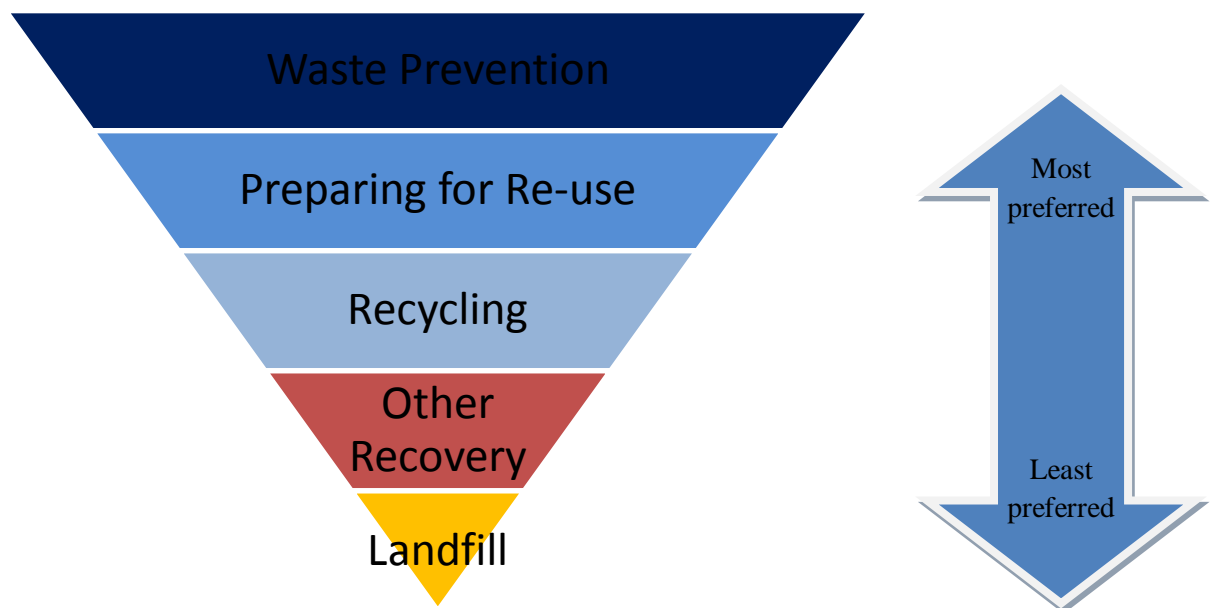 Waste Prevention
Preparing for Re-use
Recycling
Other
Recovery
Landfill
Most
preferred
Least
preferred